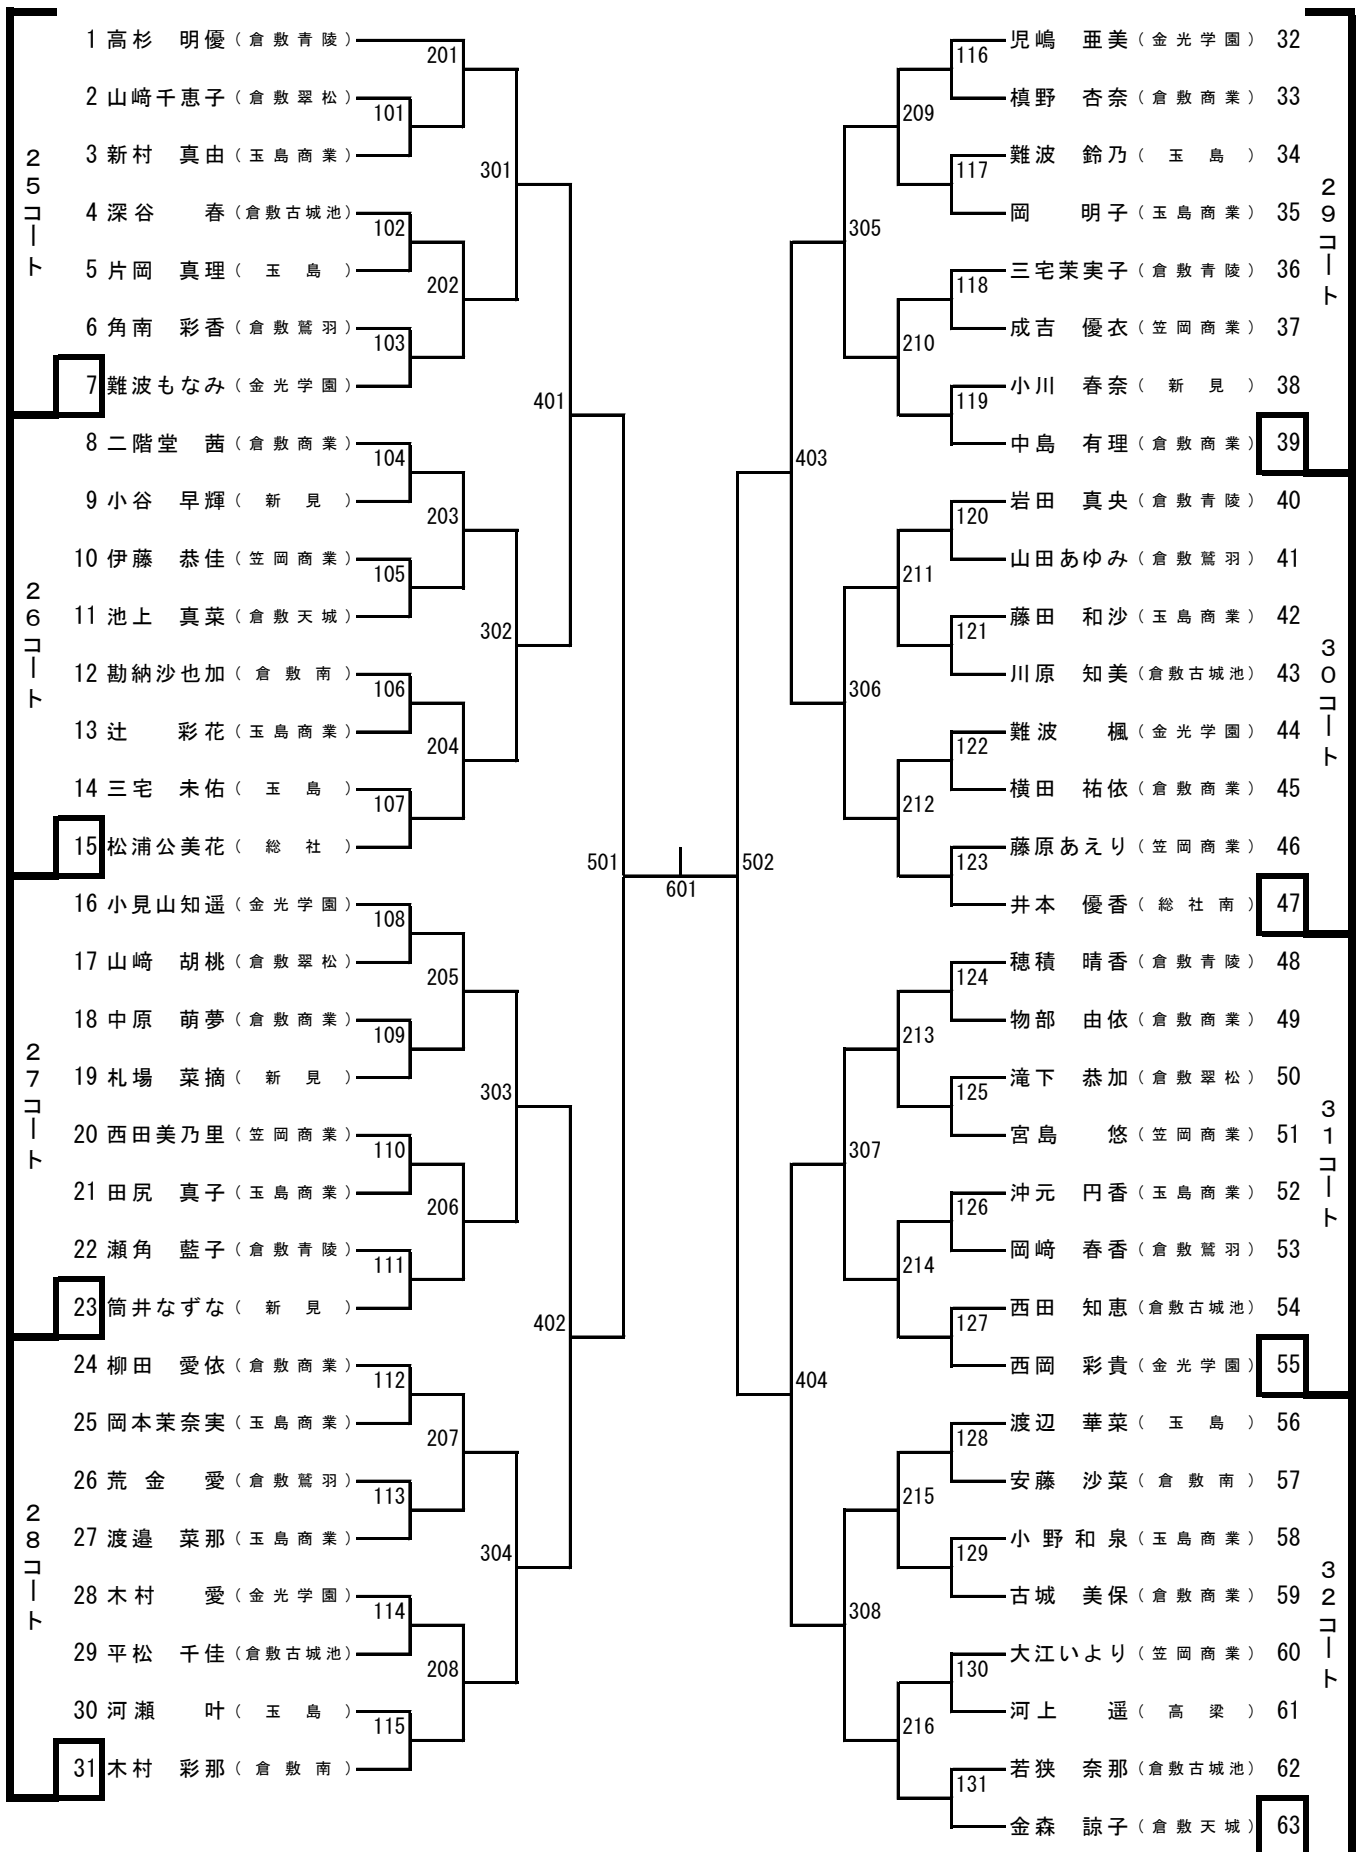 25コート
1 高杉 明優（倉敷青陵）
2 山﨑千恵子（倉敷翠松）
3 新村 真由（玉島商業）
4 深谷 春（倉敷古城池）
5 片岡 真理（玉島）
6 角南 彩香（倉敷鷲羽）
7 難波もなみ（金光学園）
26コート
8 二階堂 茜（倉敷商業）
9 小谷 早輝（新見）
10 伊藤 恭佳（笠岡商業）
11 池上 真菜（倉敷天城）
12 勘納沙也加（倉敷南）
13 辻 彩花（玉島商業）
14 三宅 未佑（玉島）
15 松浦公美花（総社）
27コート
16 小見山知遥（金光学園）
17 山﨑 胡桃（倉敷翠松）
18 中原 萌夢（倉敷商業）
19 札場 菜摘（新見）
20 西田美乃里（笠岡商業）
21 田尻 真子（玉島商業）
22 瀬角 藍子（倉敷青陵）
23 筒井なずな（新見）
28コート
24 柳田 愛依（倉敷商業）
25 岡本茉奈実（玉島商業）
26 荒金 愛（倉敷鷲羽）
27 渡邉 菜那（玉島商業）
28 木村 愛（金光学園）
29 平松 千佳（倉敷古城池）
30 河瀬 叶（玉島）
31 木村 彩那（倉敷南）
101
102
103
104
105
106
107
108
109
110
111
112
113
114
115
201
202
203
204
205
206
207
208
301
302
303
304
401
402
501
601
502
403
404
305
306
307
308
209
210
211
212
213
214
215
216
116
117
118
119
120
121
122
123
124
125
126
127
128
129
130
131
児嶋 亜美（金光学園） 32
槙野 杏奈（倉敷商業） 33
難波 鈴乃（玉島） 34
岡 明子（玉島商業） 35
三宅茉実子（倉敷青陵） 36
成吉 優衣（笠岡商業） 37
小川 春奈（新見） 38
中島 有理（倉敷商業） 39
29コート
岩田 真央（倉敷青陵） 40
山田あゆみ（倉敷鷲羽） 41
藤田 和沙（玉島商業） 42
川原 知美（倉敷古城池） 43
難波 楓（金光学園） 44
横田 祐依（倉敷商業） 45
藤原あえり（笠岡商業） 46
井本 優香（総社南） 47
30コート
穂積 晴香（倉敷青陵） 48
物部 由依（倉敷商業） 49
滝下 恭加（倉敷翠松） 50
宮島 悠（笠岡商業） 51
沖元 円香（玉島商業） 52
岡﨑 春香（倉敷鷲羽） 53
西田 知恵（倉敷古城池） 54
西岡 彩貴（金光学園） 55
31コート
渡辺 華菜（玉島） 56
安藤 沙菜（倉敷南） 57
小野和泉（玉島商業） 58
古城 美保（倉敷商業） 59
大江いより（笠岡商業） 60
河上 遥（高梁） 61
若狭 奈那（倉敷古城池） 62
金森 諒子（倉敷天城） 63
32コート